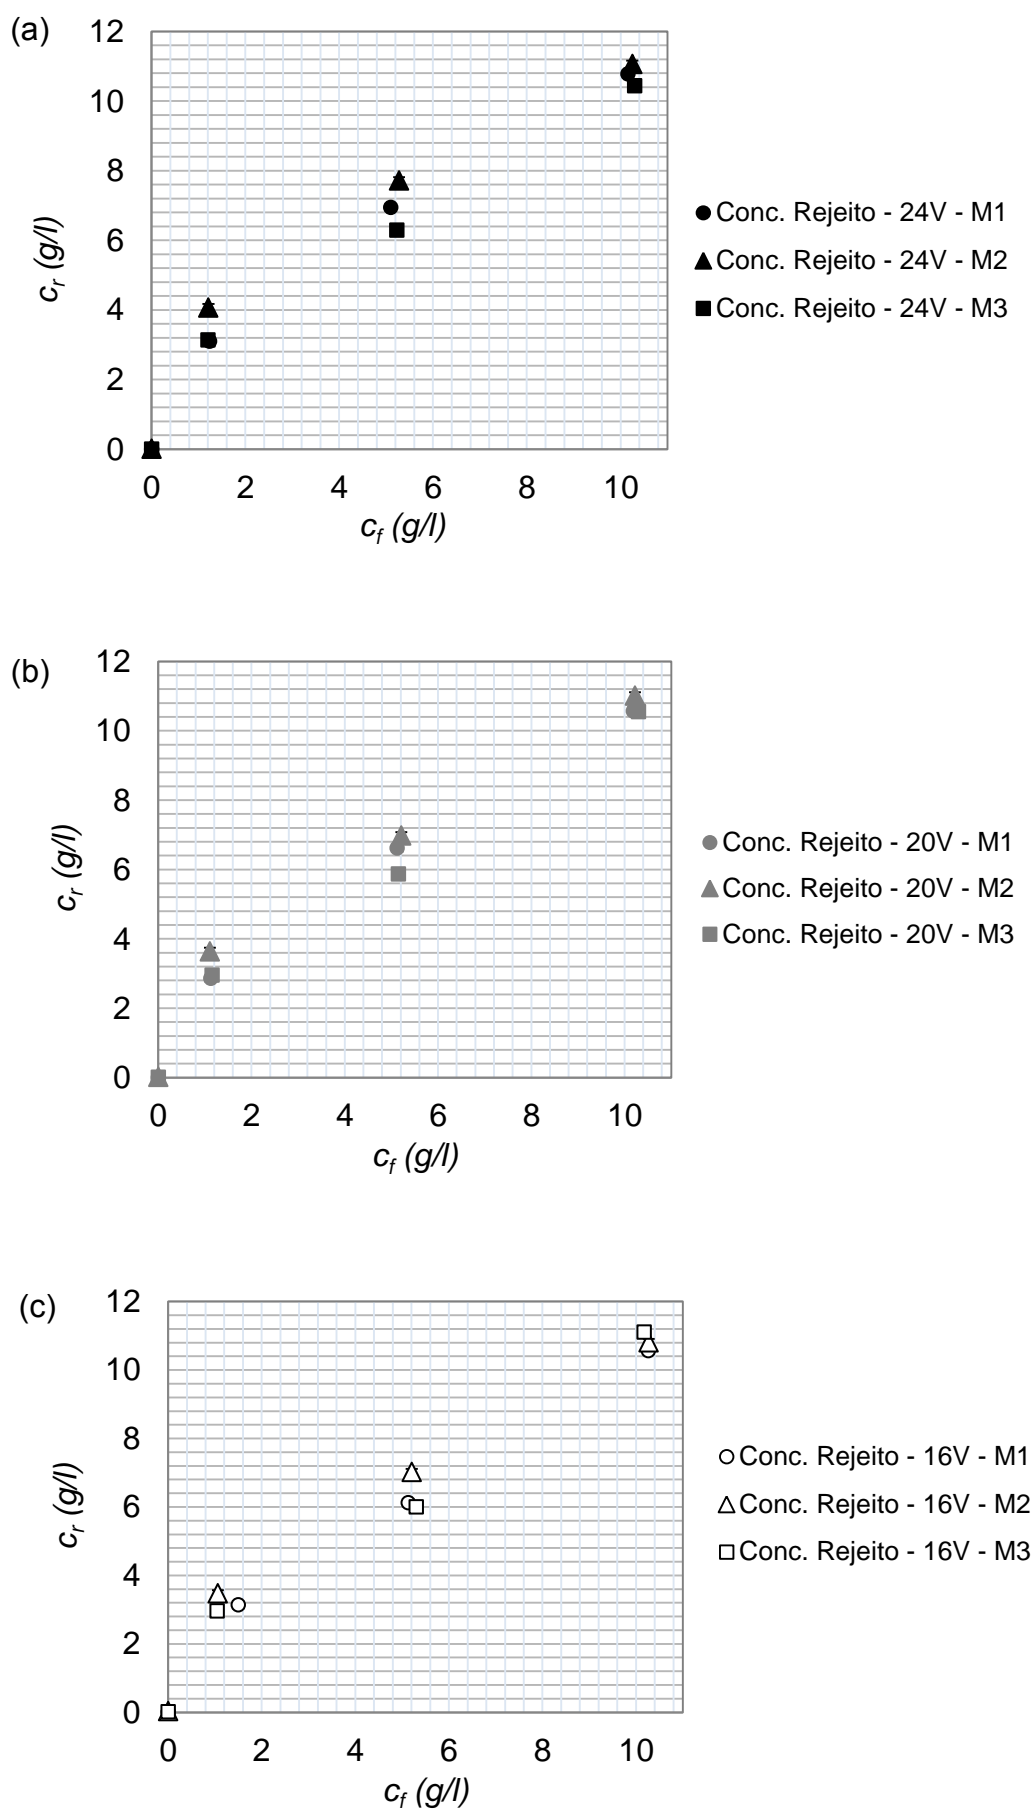 (a)
12
10
8
6
4
2
0
c_r (g/l)
0 2 4 6 8 10
c_f (g/l)
Conc. Rejeito - 24V - M1
Conc. Rejeito - 24V - M2
Conc. Rejeito - 24V - M3
(b)
12
10
8
6
4
2
0
c_r (g/l)
0 2 4 6 8 10
c_f (g/l)
Conc. Rejeito - 20V - M1
Conc. Rejeito - 20V - M2
Conc. Rejeito - 20V - M3
(c)
12
10
8
6
4
2
0
c_r (g/l)
0 2 4 6 8 10
c_f (g/l)
Conc. Rejeito - 16V - M1
Conc. Rejeito - 16V - M2
Conc. Rejeito - 16V - M3